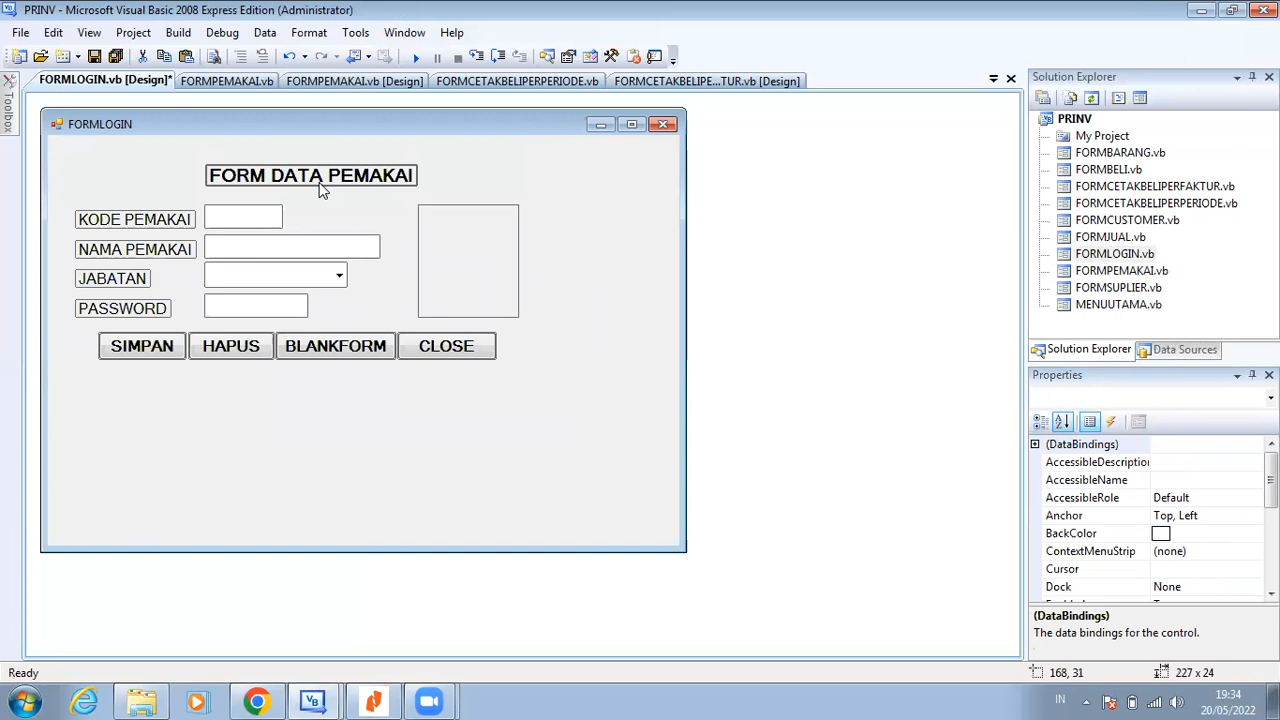 PRINV - Microsoft Visual Basic 2008 Express Edition (Administrator)
File Edit View Project Build Debug Data Format Tools Window Help
FORMLOGIN.vb [Design]* FORMPEMAKAI.vb FORMPEMAKAI.vb [Design] FORMCETAKBELIPERPERIODE.vb FORMCETAKBELIPE...TUR.vb [Design]
Toolbox
FORMLOGIN
FORM DATA PEMAKAI
KODE PEMAKAI
NAMA PEMAKAI
JABATAN
PASSWORD
SIMPAN HAPUS BLANKFORM CLOSE
Solution Explorer
PRINV
My Project
FORMBARANG.vb
FORMBELI.vb
FORMCETAKBELIPERFAKTUR.vb
FORMCETAKBELIPERPERIODE.vb
FORMCUSTOMER.vb
FORMJUAL.vb
FORMLOGIN.vb
FORMPEMAKAI.vb
FORMSUPLIER.vb
MENUUTAMA.vb
Solution Explorer Data Sources
Properties
(DataBindings)
AccessibleDescription
AccessibleName
AccessibleRole Default
Anchor Top, Left
BackColor
ContextMenuStrip (none)
Cursor
Dock None
(DataBindings)
The data bindings for the control.
Ready 168, 31 227 x 24
IN 19:34
20/05/2022